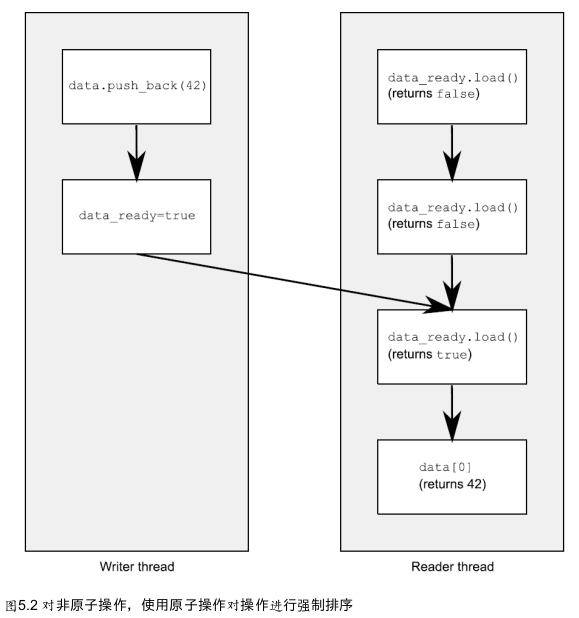 data.push_back(42)
data_ready=true
Writer thread
data_ready.load()
(returns false)
data_ready.load()
(returns false)
data_ready.load()
(returns true)
data[0]
(returns 42)
Reader thread
图5.2 对非原子操作，使用原子操作对操作进行强制排序